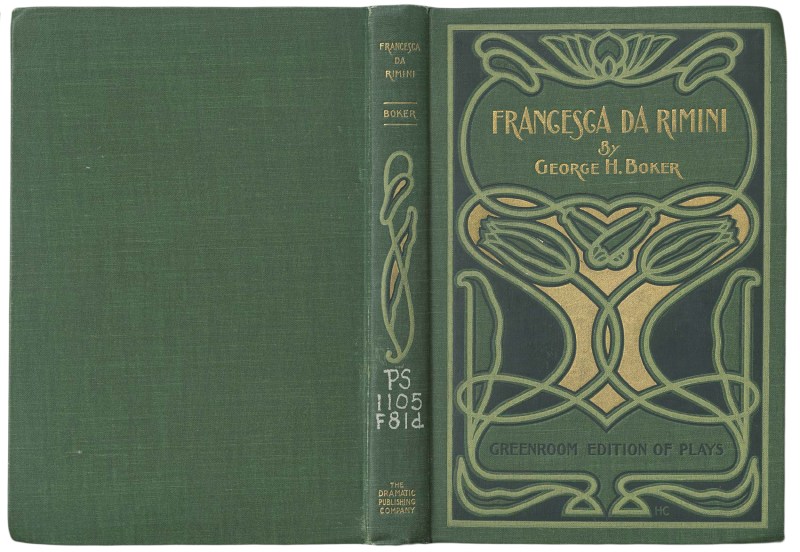 FRANCESCA
DA
RIMINI
BOKER
PS
1105
F81d
THE
DRAMATIC
PUBLISHING
COMPANY
FRANCESCA DA RIMINI
By
GEORGE H. BOKER
GREENROOM EDITION OF PLAYS
HC